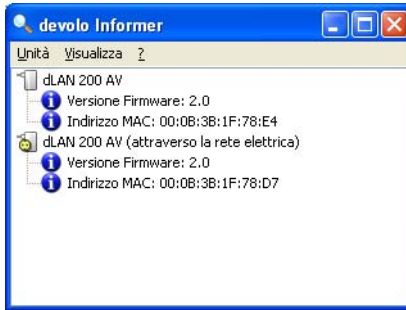 devolo Informer
Unità Visualizza ?
dLAN 200 AV
Versione Firmware: 2.0
Indirizzo MAC: 00:0B:3B:1F:78:E4
dLAN 200 AV (attraverso la rete elettrica)
Versione Firmware: 2.0
Indirizzo MAC: 00:0B:3B:1F:78:D7